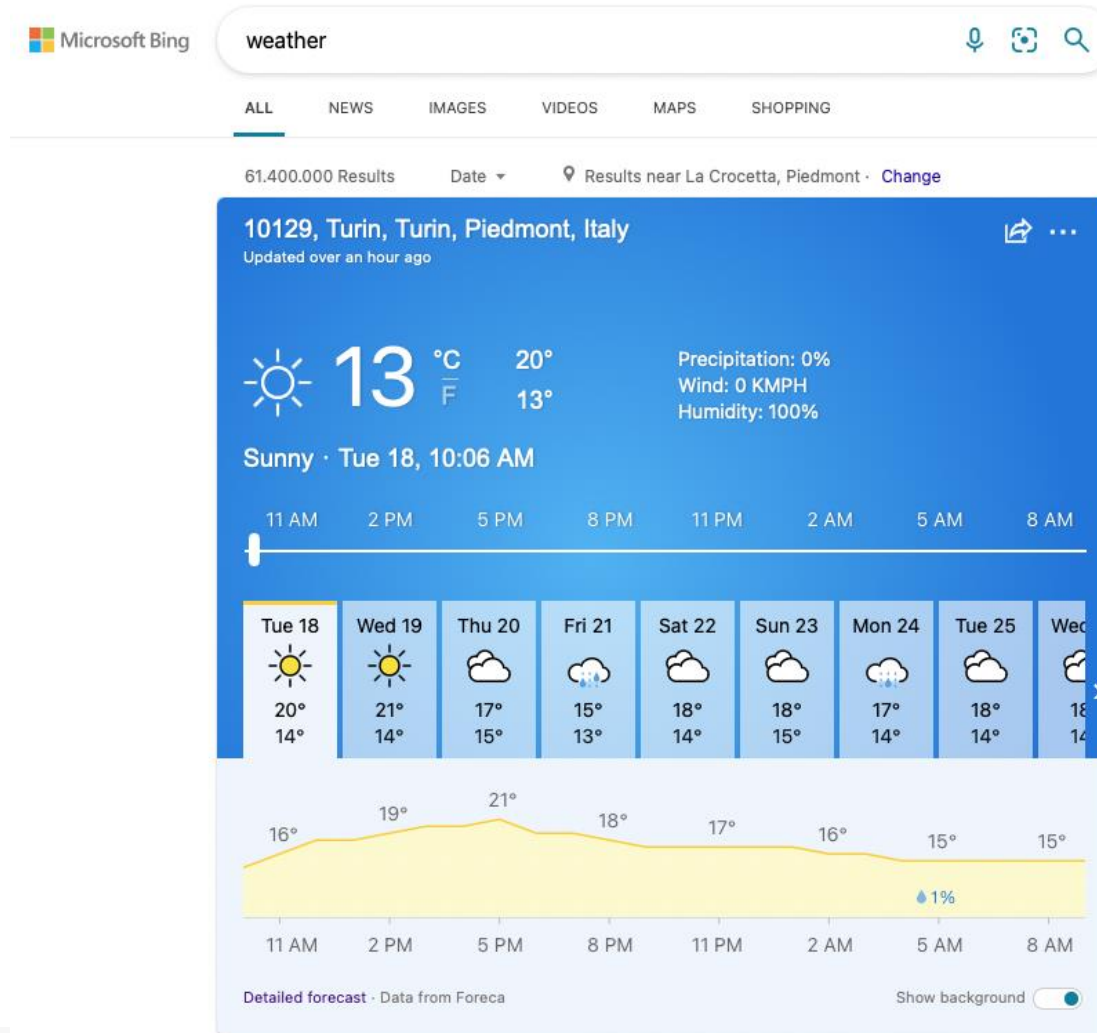 Microsoft Bing
weather
ALL NEWS IMAGES VIDEOS MAPS SHOPPING
61.400.000 Results Date Results near La Crocetta, Piedmont · Change
10129, Turin, Turin, Piedmont, Italy
Updated over an hour ago
13 °C F 20° 13°
Precipitation: 0%
Wind: 0 KMPH
Humidity: 100%
Sunny · Tue 18, 10:06 AM
11 AM 2 PM 5 PM 8 PM 11 PM 2 AM 5 AM 8 AM
Tue 18 Wed 19 Thu 20 Fri 21 Sat 22 Sun 23 Mon 24 Tue 25 Wed
20° 21° 17° 15° 18° 18° 17° 18° 18
14° 14° 15° 13° 14° 15° 14° 14° 14
16° 19° 21° 18° 17° 16° 15° 15°
1%
11 AM 2 PM 5 PM 8 PM 11 PM 2 AM 5 AM 8 AM
Detailed forecast · Data from Foreca Show background